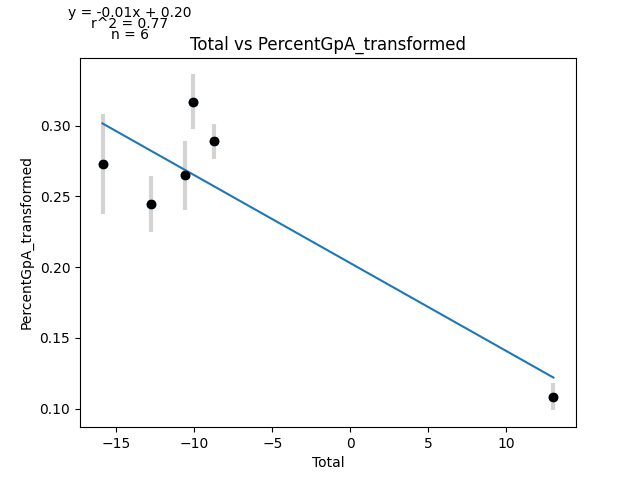 y = -0.01x + 0.20
r^2 = 0.77
n = 6
Total vs PercentGpA_transformed
PercentGpA_transformed
0.30
0.25
0.20
0.15
0.10
−15
−10
−5
0
5
10
Total